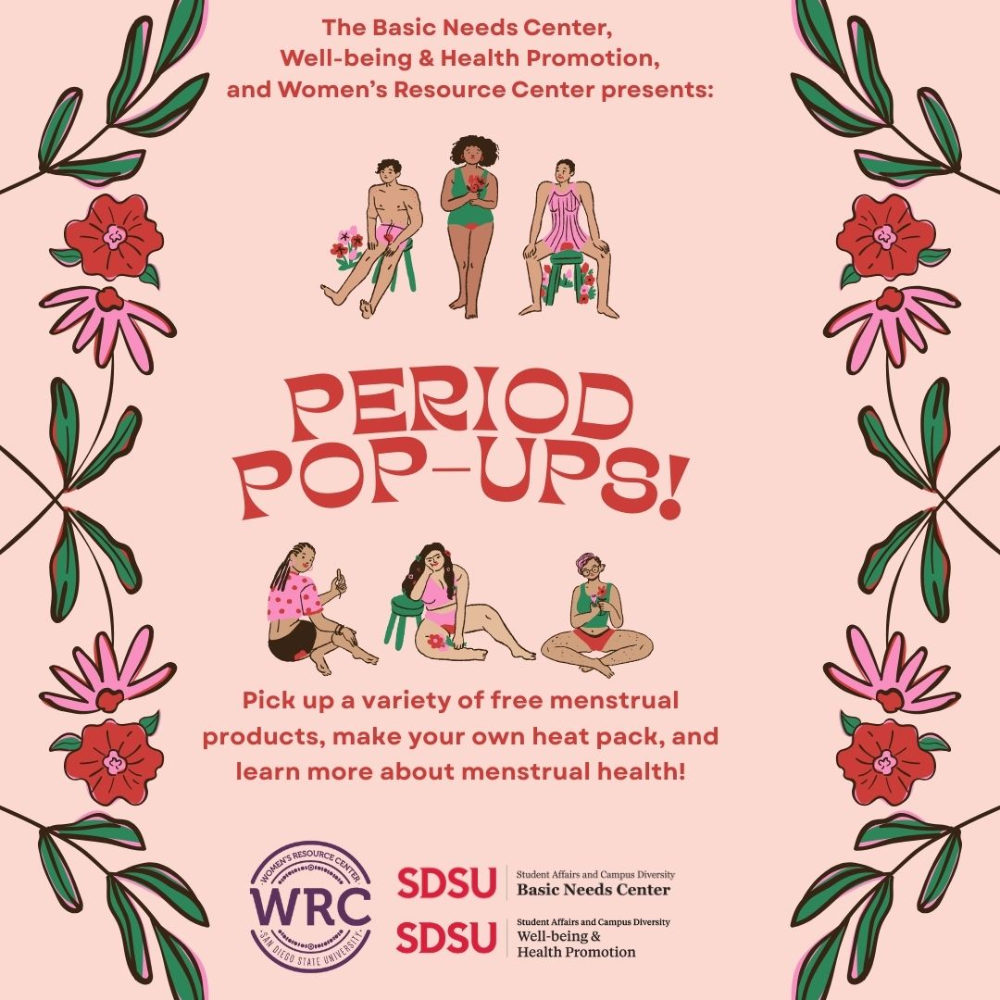 The Basic Needs Center,
Well-being & Health Promotion,
and Women's Resource Center presents:
PERIOD
POP-UPS!
Pick up a variety of free menstrual
products, make your own heat pack, and
learn more about menstrual health!
WOMEN'S RESOURCE CENTER
WRC
SAN DIEGO STATE UNIVERSITY
SDSU
Student Affairs and Campus Diversity
Basic Needs Center
SDSU
Student Affairs and Campus Diversity
Well-being &
Health Promotion